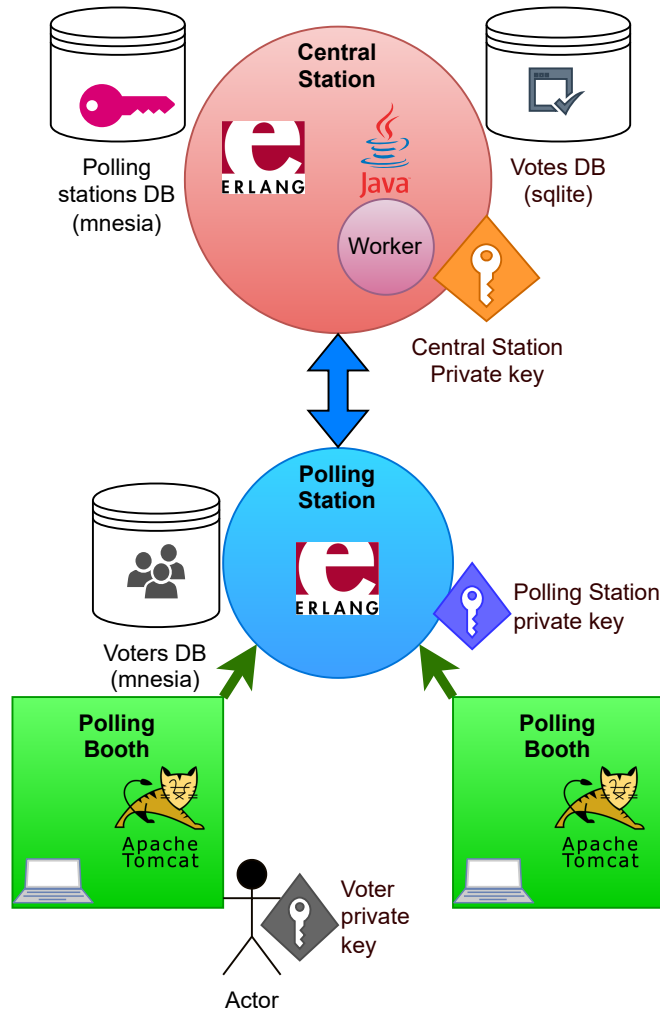 Central
Station
ERLANG
Java
Worker
Polling
stations DB
(mnesia)
Votes DB
(sqlite)
Central Station
Private key
Polling
Station
ERLANG
Voters DB
(mnesia)
Polling Station
private key
Polling
Booth
Apache
Tomcat
Polling
Booth
Apache
Tomcat
Voter
private
key
Actor